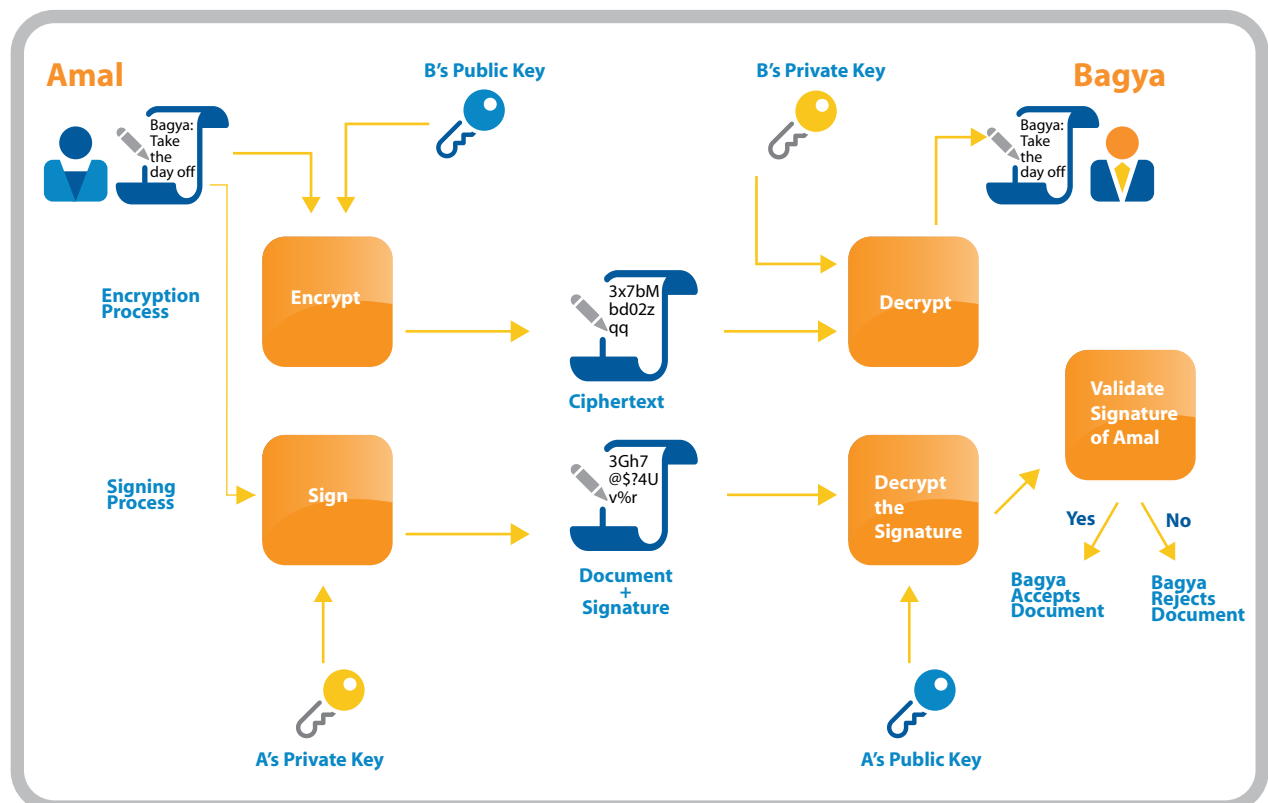 Amal
B's Public Key
B's Private Key
Bagya
Bagya:
Take
the
day off
Bagya:
Take
the
day off
Encryption
Process
Encrypt
3x7bM
bd02z
qq
Ciphertext
Decrypt
Validate
Signature
of Amal
Signing
Process
Sign
3Gh7
@$?4U
v%r
Document
+
Signature
Decrypt
the
Signature
Yes
No
Bagya
Accepts
Document
Bagya
Rejects
Document
A's Private Key
A's Public Key